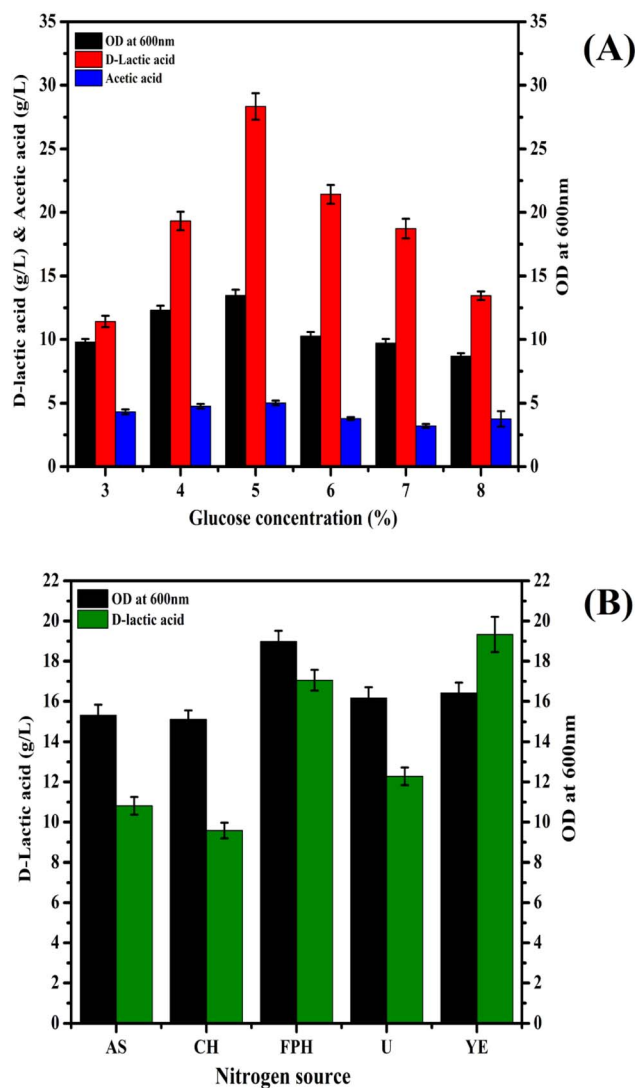 (A)
OD at 600nm
D-Lactic acid
Acetic acid
D-lactic acid (g/L) & Acetic acid (g/L)
35
30
25
20
15
10
5
0
35
30
25
20
15
10
5
0
OD at 600nm
3 4 5 6 7 8
Glucose concentration (%)
(B)
OD at 600nm
D-lactic acid
D-Lactic acid (g/L)
22
20
18
16
14
12
10
8
6
4
2
0
22
20
18
16
14
12
10
8
6
4
2
0
OD at 600nm
AS CH FPH U YE
Nitrogen source